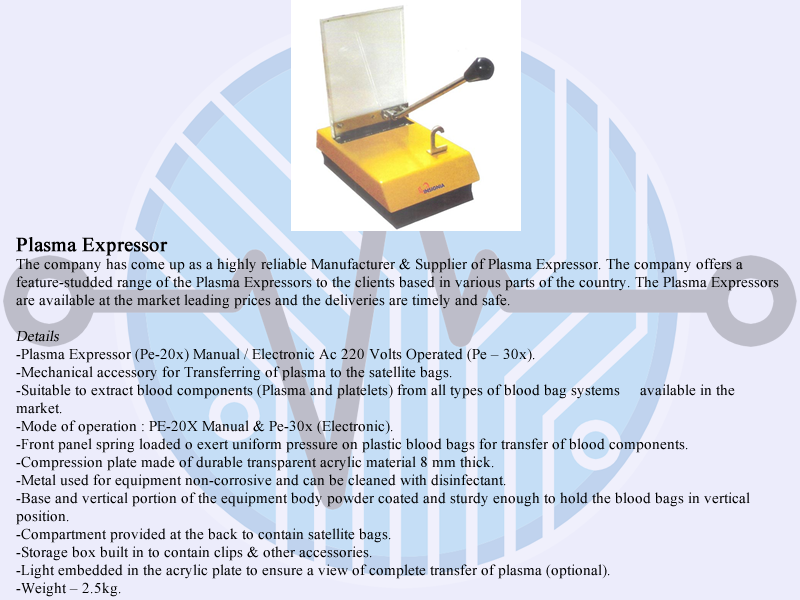 INSIGNIA
Plasma Expressor
The company has come up as a highly reliable Manufacturer & Supplier of Plasma Expressor. The company offers a
feature-studded range of the Plasma Expressors to the clients based in various parts of the country. The Plasma Expressors
are available at the market leading prices and the deliveries are timely and safe.
Details
-Plasma Expressor (Pe-20x) Manual / Electronic Ac 220 Volts Operated (Pe – 30x).
-Mechanical accessory for Transferring of plasma to the satellite bags.
-Suitable to extract blood components (Plasma and platelets) from all types of blood bag systems available in the
market.
-Mode of operation : PE-20X Manual & Pe-30x (Electronic).
-Front panel spring loaded o exert uniform pressure on plastic blood bags for transfer of blood components.
-Compression plate made of durable transparent acrylic material 8 mm thick.
-Metal used for equipment non-corrosive and can be cleaned with disinfectant.
-Base and vertical portion of the equipment body powder coated and sturdy enough to hold the blood bags in vertical
position.
-Compartment provided at the back to contain satellite bags.
-Storage box built in to contain clips & other accessories.
-Light embedded in the acrylic plate to ensure a view of complete transfer of plasma (optional).
-Weight – 2.5kg.